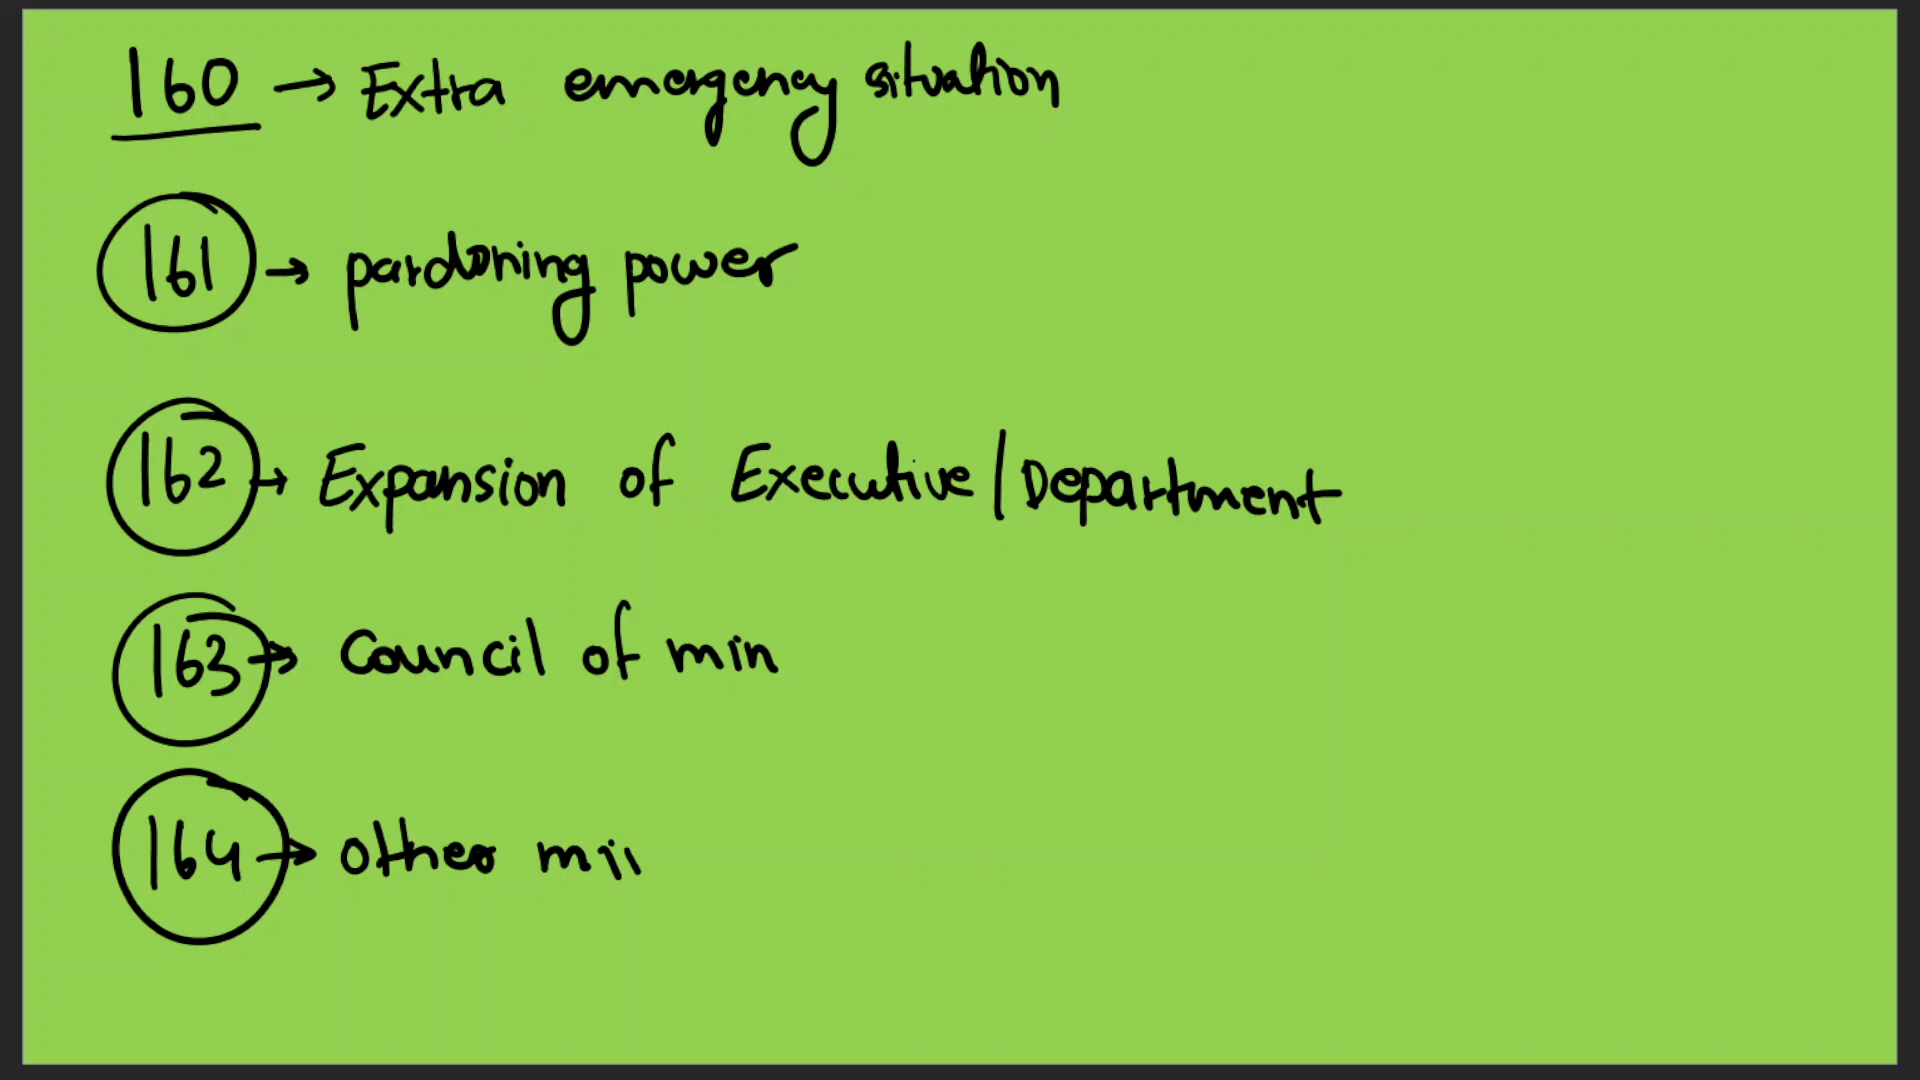 160 → Extra emergency situation
161 → pardoning power
162 → Expansion of Executive/Department
163 → Council of min
164 → other